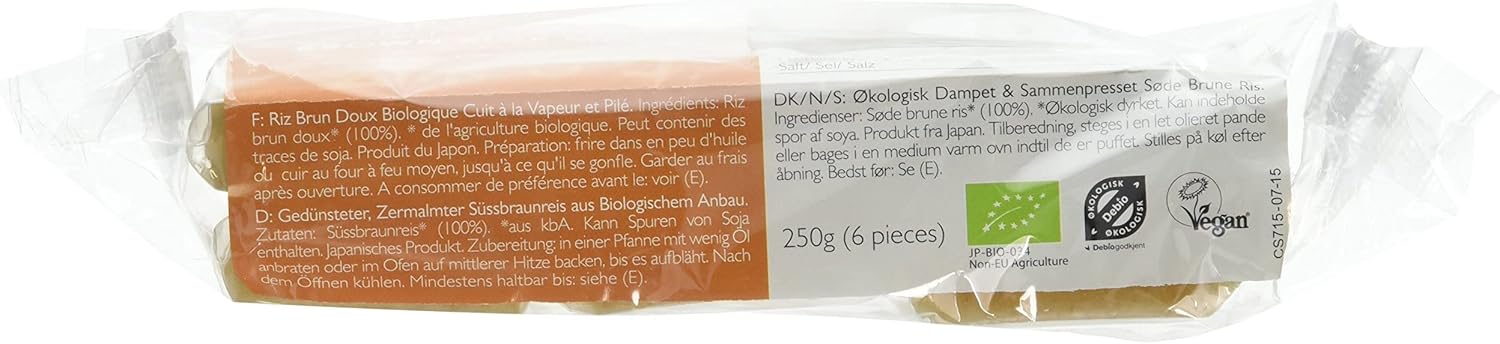 F: Riz Brun Doux Biologique Cuit à la Vapeur et Pilé. Ingrédients: Riz
brun doux* (100%). * de l'agriculture biologique. Peut contenir des
traces de soja. Produit du Japon. Préparation: frire dans en peu d'huile
ou cuir au four à feu moyen, jusqu'à ce qu'il se gonfle. Garder au frais
après ouverture. A consommer de préférence avant le: voir (E).
D: Gedünsteter, Zermalmter Süssbraunreis aus Biologischem Anbau.
Zutaten: Süssbraunreis* (100%). *aus kbA. Kann Spuren von Soja
enthalten. Japanisches Produkt. Zubereitung: in einer Pfanne mit wenig Öl
anbraten oder im Ofen auf mittlerer Hitze backen, bis es aufbläht. Nach
dem Öffnen kühlen. Mindestens haltbar bis: siehe (E).
Salt/ Sel/ Salz
DK/N/S: Økologisk Dampet & Sammenpresset Søde Brune Ris.
Ingredienser: Søde brune ris* (100%). *Økologisk dyrket. Kan indeholde
spor af soya. Produkt fra Japan. Tilberedning, steges i en let olieret pande
eller bages i en medium varm ovn indtil de er puffet. Stilles på køl efter
åbning. Bedst før: Se (E).
250g (6 pieces)
JP-BIO-034
Non-EU Agriculture
ØKOLOGISK
Debio
ØKOLOGISK
Debiogodkjent
Vegan
CS715-07-15